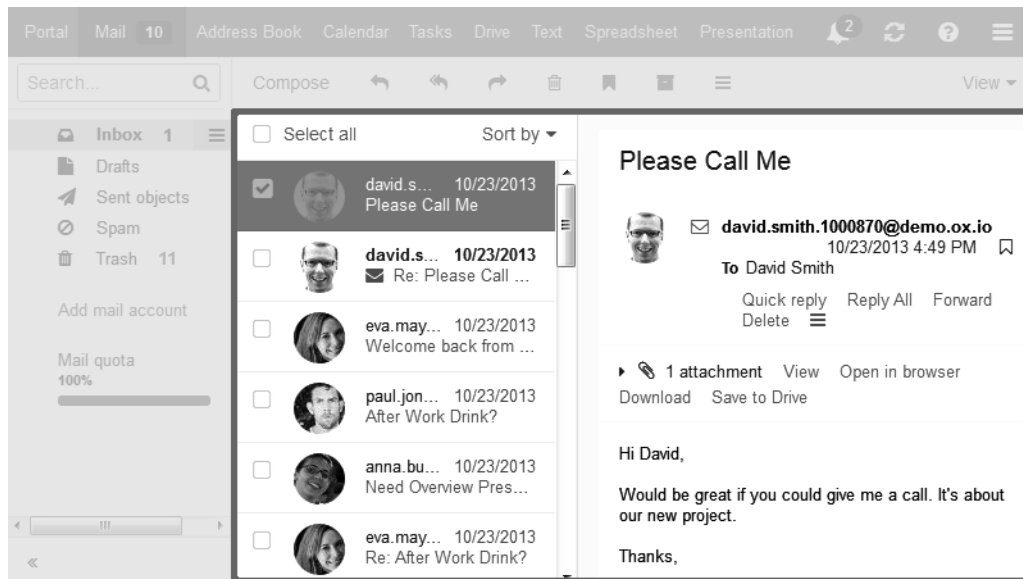 Portal Mail 10 Address Book Calendar Tasks Drive Text Spreadsheet Presentation 2
Search... Compose View
Inbox 1
Drafts
Sent objects
Spam
Trash 11
Add mail account
Mail quota
100%
Select all Sort by
david.s... 10/23/2013
Please Call Me
david.s... 10/23/2013
Re: Please Call ...
eva.may... 10/23/2013
Welcome back from ...
paul.jon... 10/23/2013
After Work Drink?
anna.bu... 10/23/2013
Need Overview Pres...
eva.may... 10/23/2013
Re: After Work Drink?
Please Call Me
david.smith.1000870@demo.ox.io
10/23/2013 4:49 PM
To David Smith
Quick reply Reply All Forward
Delete
1 attachment View Open in browser
Download Save to Drive
Hi David,
Would be great if you could give me a call. It's about
our new project.
Thanks,